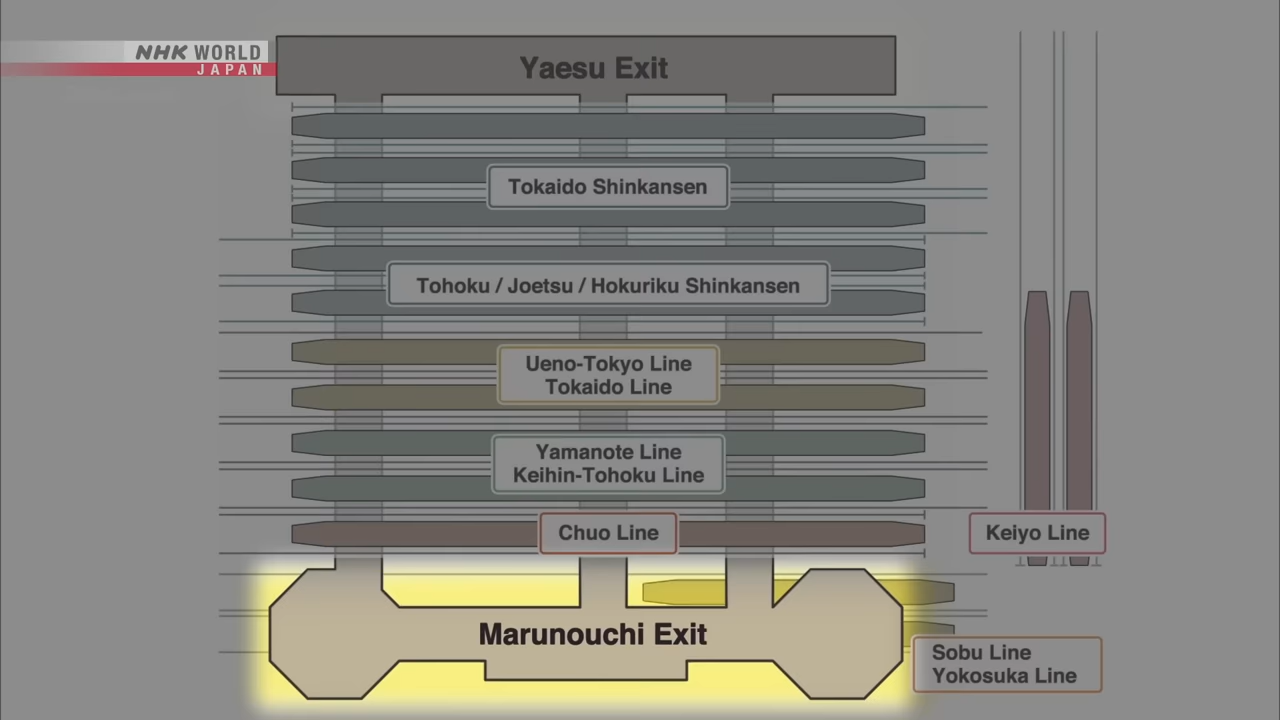 NHK WORLD
JAPAN
Yaesu Exit
Tokaido Shinkansen
Tohoku / Joetsu / Hokuriku Shinkansen
Ueno-Tokyo Line
Tokaido Line
Yamanote Line
Keihin-Tohoku Line
Chuo Line
Keiyo Line
Marunouchi Exit
Sobu Line
Yokosuka Line